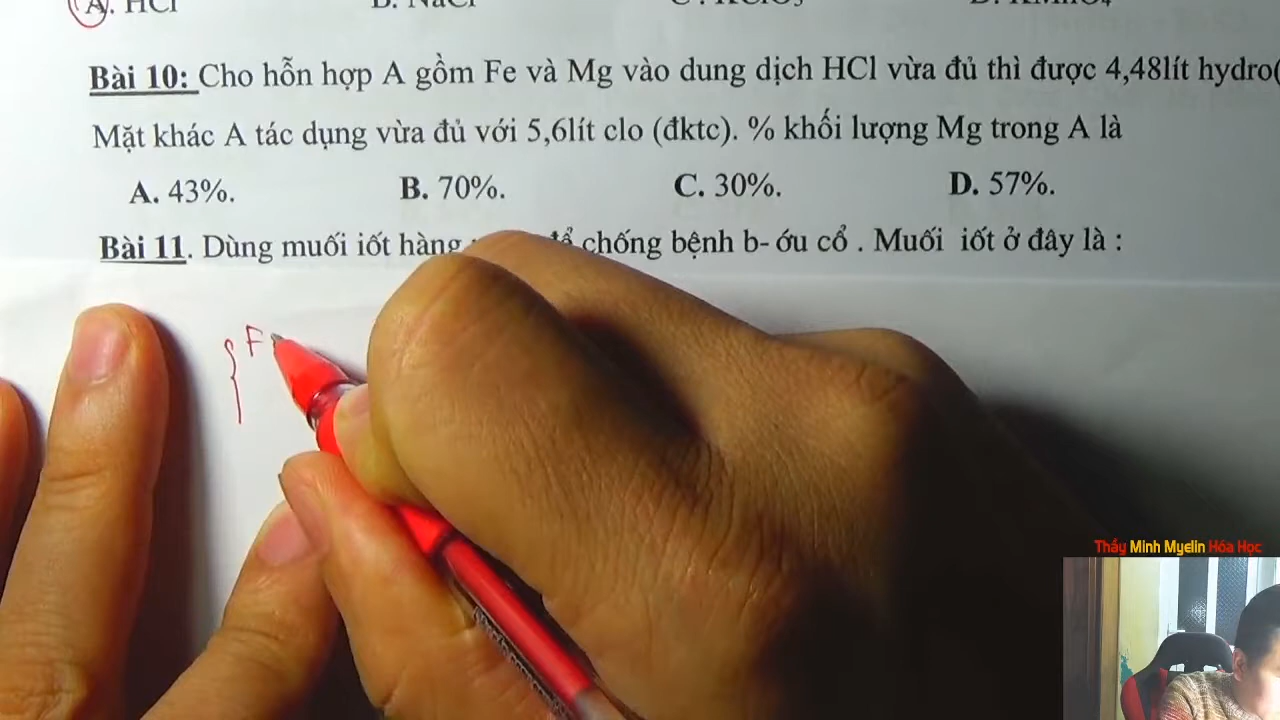 A. HCl
B. NaCl
Bài 10: Cho hỗn hợp A gồm Fe và Mg vào dung dịch HCl vừa đủ thì được 4,48lít hydro(
Mặt khác A tác dụng vừa đủ với 5,6lít clo (đktc). % khối lượng Mg trong A là
A. 43%. B. 70%. C. 30%. D. 57%.
Bài 11. Dùng muối iốt hàng để chống bệnh b- ớu cổ . Muối iốt ở đây là :
F
Thầy Minh Myelin Hóa Học